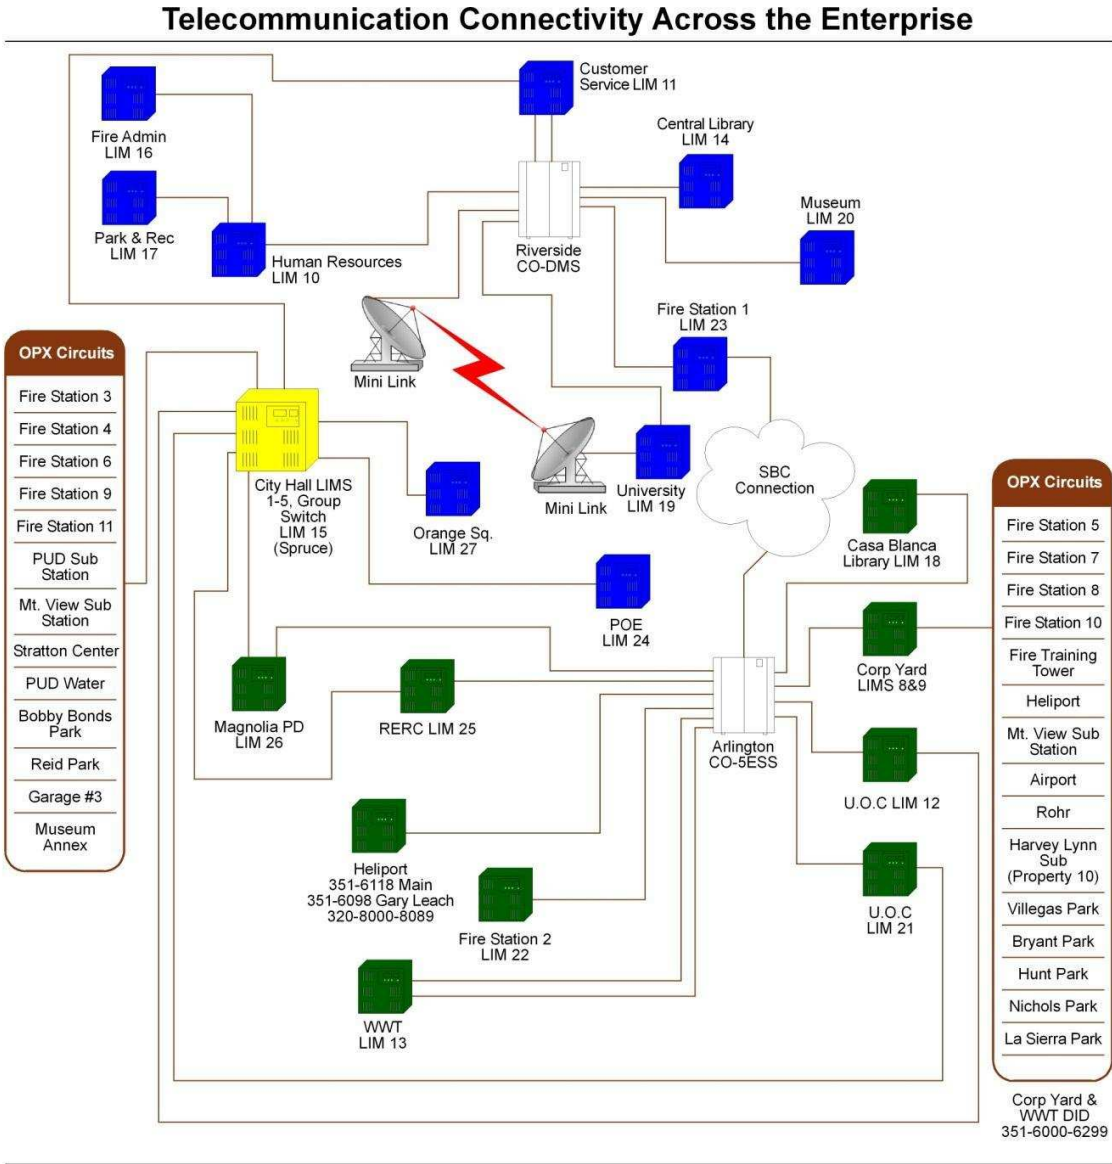 Telecommunication Connectivity Across the Enterprise
Customer
Service LIM 11
Fire Admin
LIM 16
Central Library
LIM 14
Park & Rec
LIM 17
Museum
LIM 20
Human Resources
LIM 10
Riverside
CO-DMS
Fire Station 1
LIM 23
Mini Link
OPX Circuits
Fire Station 3
Fire Station 4
Fire Station 6
Fire Station 9
Fire Station 11
PUD Sub
Station
Mt. View Sub
Station
Stratton Center
PUD Water
Bobby Bonds
Park
Reid Park
Garage #3
Museum
Annex
City Hall LIMS
1-5, Group
Switch
LIM 15
(Spruce)
Orange Sq.
LIM 27
Mini Link
University
LIM 19
SBC
Connection
Casa Blanca
Library LIM 18
POE
LIM 24
Corp Yard
LIMS 8&9
Magnolia PD
LIM 26
RERC LIM 25
Arlington
CO-5ESS
U.O.C LIM 12
Heliport
351-6118 Main
351-6098 Gary Leach
320-8000-8089
Fire Station 2
LIM 22
U.O.C
LIM 21
WWT
LIM 13
OPX Circuits
Fire Station 5
Fire Station 7
Fire Station 8
Fire Station 10
Fire Training
Tower
Heliport
Mt. View Sub
Station
Airport
Rohr
Harvey Lynn
Sub
(Property 10)
Villegas Park
Bryant Park
Hunt Park
Nichols Park
La Sierra Park
Corp Yard &
WWT DID
351-6000-6299